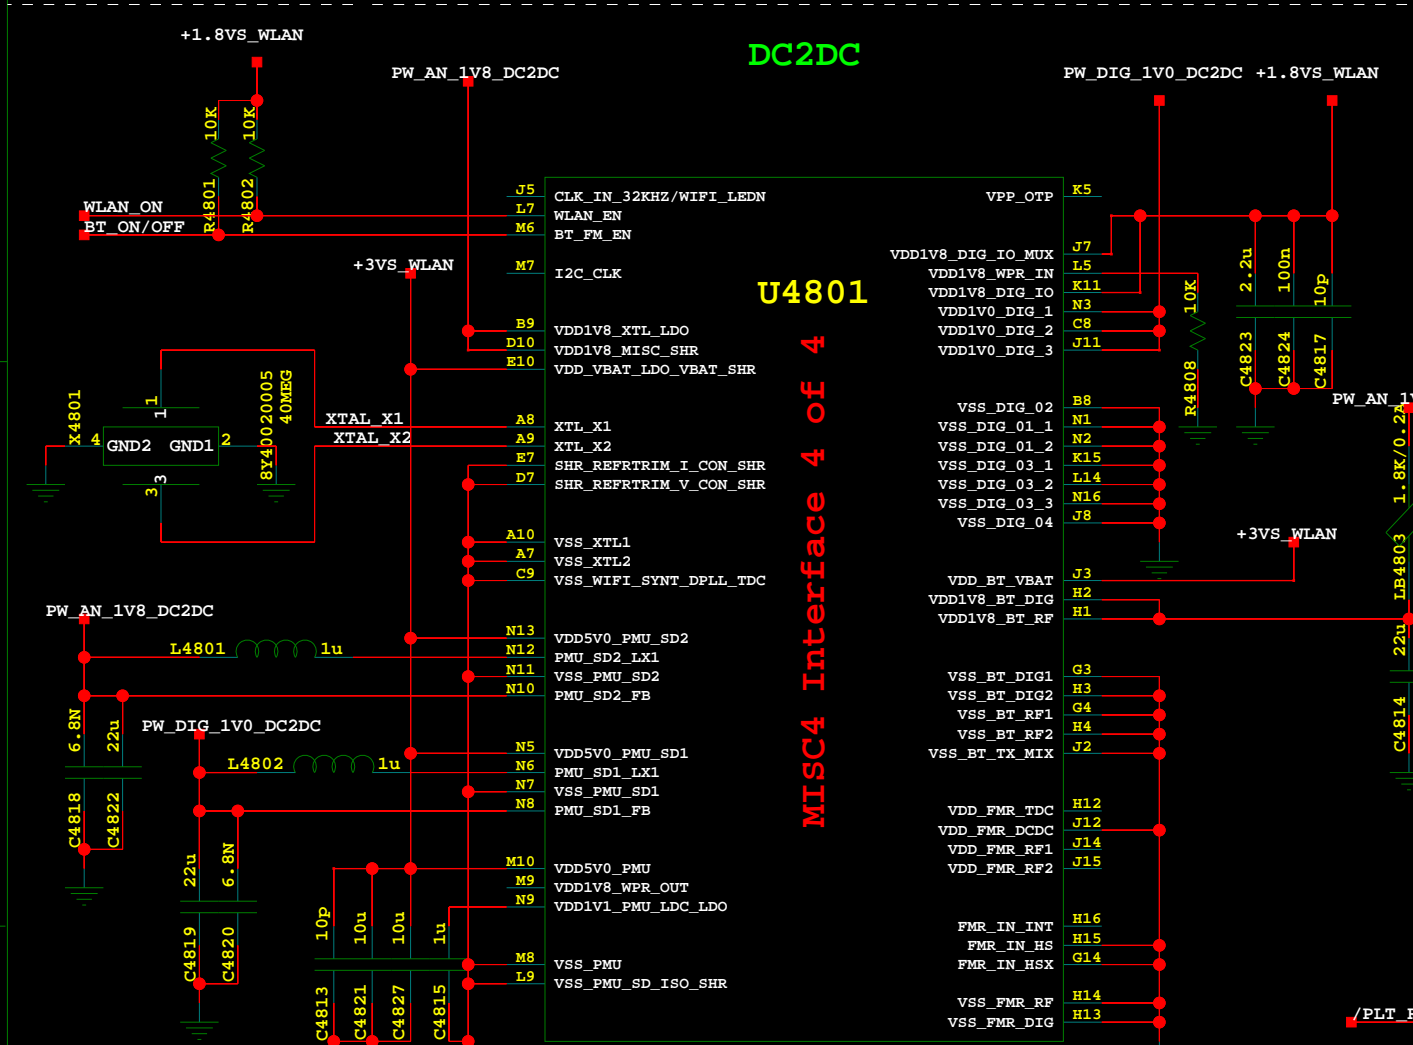 +1.8VS_WLAN
DC2DC
PW_AN_1V8_DC2DC
PW_DIG_1V0_DC2DC +1.8VS_WLAN
10K
10K
R4801
R4802
WLAN_ON
BT_ON/OFF
+3VS_WLAN
J5 CLK_IN_32KHZ/WIFI_LEDN
L7 WLAN_EN
M6 BT_FM_EN
M7 I2C_CLK
B9 VDD1V8_XTL_LDO
D10 VDD1V8_MISC_SHR
E10 VDD_VBAT_LDO_VBAT_SHR
A8 XTL_X1
A9 XTL_X2
E7 SHR_REFRTRIM_I_CON_SHR
D7 SHR_REFRTRIM_V_CON_SHR
A10 VSS_XTL1
A7 VSS_XTL2
C9 VSS_WIFI_SYNT_DPLL_TDC
N13 VDD5V0_PMU_SD2
N12 PMU_SD2_LX1
N11 VSS_PMU_SD2
N10 PMU_SD2_FB
N5 VDD5V0_PMU_SD1
N6 PMU_SD1_LX1
N7 VSS_PMU_SD1
N8 PMU_SD1_FB
M10 VDD5V0_PMU
M9 VDD1V8_WPR_OUT
N9 VDD1V1_PMU_LDC_LDO
M8 VSS_PMU
L9 VSS_PMU_SD_ISO_SHR
U4801
MISC4 Interface 4 of 4
VPP_OTP K5
VDD1V8_DIG_IO_MUX J7
VDD1V8_WPR_IN L5
VDD1V8_DIG_IO K11
VDD1V0_DIG_1 N3
VDD1V0_DIG_2 C8
VDD1V0_DIG_3 J11
VSS_DIG_02 B8
VSS_DIG_01_1 N1
VSS_DIG_01_2 N2
VSS_DIG_03_1 K15
VSS_DIG_03_2 L14
VSS_DIG_03_3 N16
VSS_DIG_04 J8
VDD_BT_VBAT J3
VDD1V8_BT_DIG H2
VDD1V8_BT_RF H1
VSS_BT_DIG1 G3
VSS_BT_DIG2 H3
VSS_BT_RF1 G4
VSS_BT_RF2 H4
VSS_BT_TX_MIX J2
VDD_FMR_TDC H12
VDD_FMR_DCDC J12
VDD_FMR_RF1 J14
VDD_FMR_RF2 J15
FMR_IN_INT H16
FMR_IN_HS H15
FMR_IN_HSX G14
VSS_FMR_RF H14
VSS_FMR_DIG H13
X4801
1
1
4 GND2 GND1 2
3
3
8Y40020005
40MEG
XTAL_X1
XTAL_X2
PW_AN_1V8_DC2DC
L4801 1u
6.8N
22u
C4818
C4822
PW_DIG_1V0_DC2DC
L4802 1u
22u
6.8N
C4819
C4820
10p
10u
10u
1u
C4813
C4821
C4827
C4815
10K
R4808
2.2u
100n
10p
C4823
C4824
C4817
+3VS_WLAN
PW_AN_1V
1.8K/0.2A
LB4803
22u
C4814
/PLT_